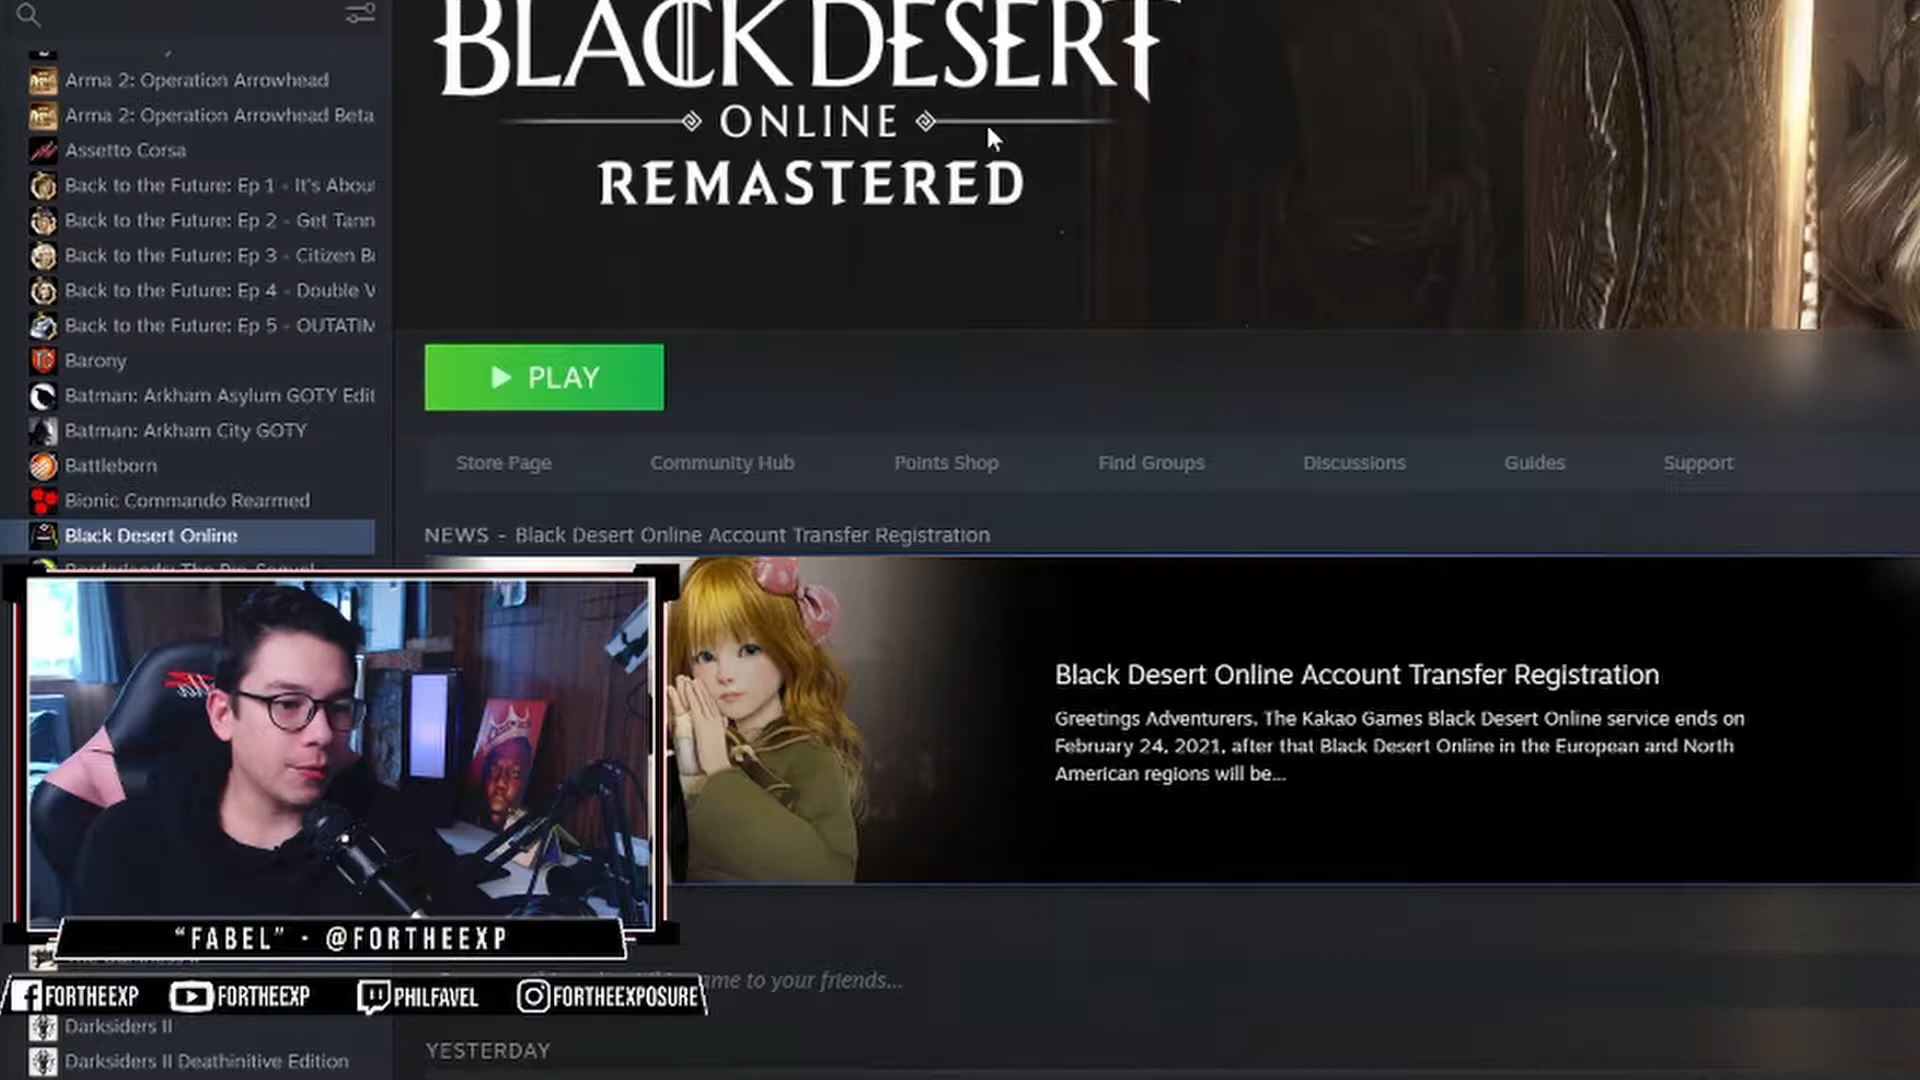 BLACK DESERT
ONLINE
REMASTERED
Arma 2: Operation Arrowhead
Arma 2: Operation Arrowhead Beta
Assetto Corsa
Back to the Future: Ep 1 - It's About
Back to the Future: Ep 2 - Get Tann
Back to the Future: Ep 3 - Citizen B
Back to the Future: Ep 4 - Double V
Back to the Future: Ep 5 - OUTATIM
Barony
Batman: Arkham Asylum GOTY Edit
Batman: Arkham City GOTY
Battleborn
Bionic Commando Rearmed
Black Desert Online
PLAY
Store Page
Community Hub
Points Shop
Find Groups
Discussions
Guides
Support
NEWS - Black Desert Online Account Transfer Registration
Black Desert Online Account Transfer Registration
Greetings Adventurers, The Kakao Games Black Desert Online service ends on
February 24, 2021, after that Black Desert Online in the European and North
American regions will be...
"FABEL" - @FORTHEEXP
FORTHEEXP
FORTHEEXP
PHILFAVEL
FORTHEEXPOSURE
to your friends...
Darksiders II
Darksiders II Deathinitive Edition
YESTERDAY